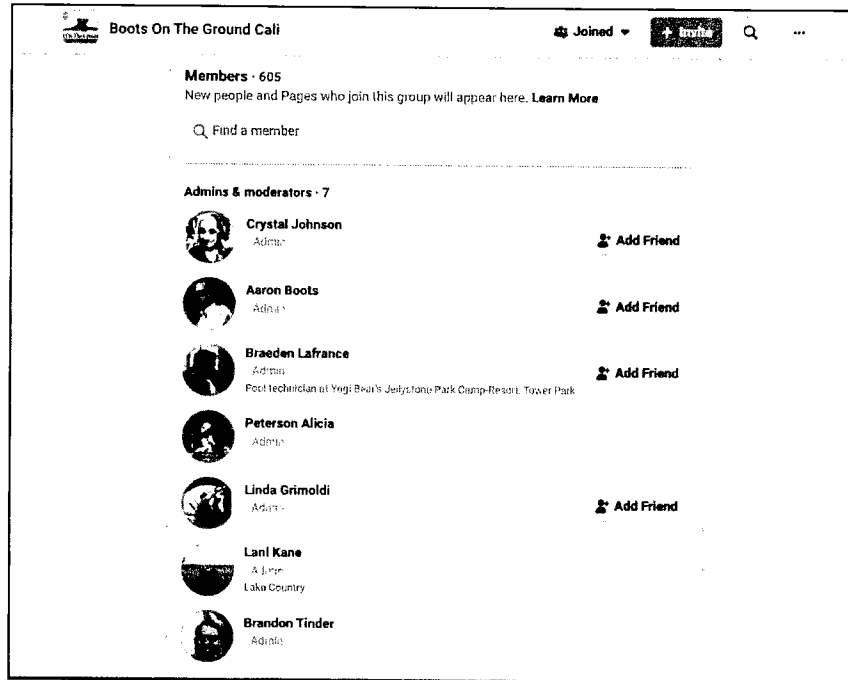 Boots On The Ground Cali
Joined
Members · 605
New people and Pages who join this group will appear here. Learn More
Find a member
Admins & moderators · 7
Crystal Johnson
Admin
Add Friend
Aaron Boots
Admin
Add Friend
Braeden Lafrance
Admin
Add Friend
Pool technician at Yogi Bear's Jellystone Park Camp-Resort, Tower Park
Peterson Alicia
Admin
Linda Grimoldi
Admin
Add Friend
Lani Kane
Admin
Lake Country
Brandon Tinder
Admin